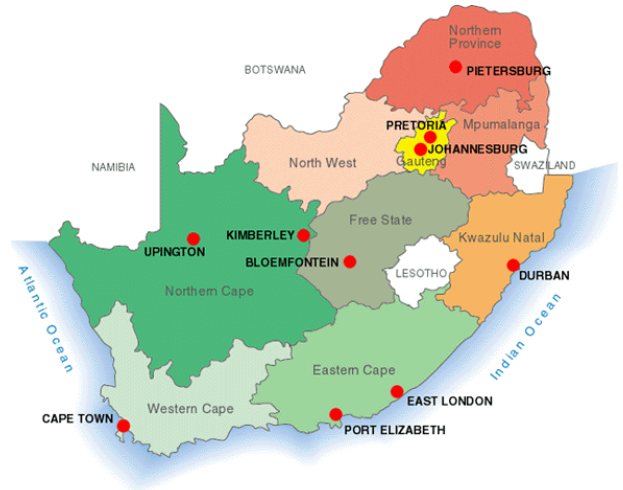 Northern
Province
BOTSWANA
PIETERSBURG
PRETORIA
Mpumalanga
JOHANNESBURG
North West
Gauteng
NAMIBIA
SWAZILAND
Free State
KIMBERLEY
Kwazulu Natal
UPINGTON
BLOEMFONTEIN
LESOTHO
DURBAN
Northern Cape
Atlantic Ocean
Indian Ocean
Eastern Cape
EAST LONDON
Western Cape
CAPE TOWN
PORT ELIZABETH